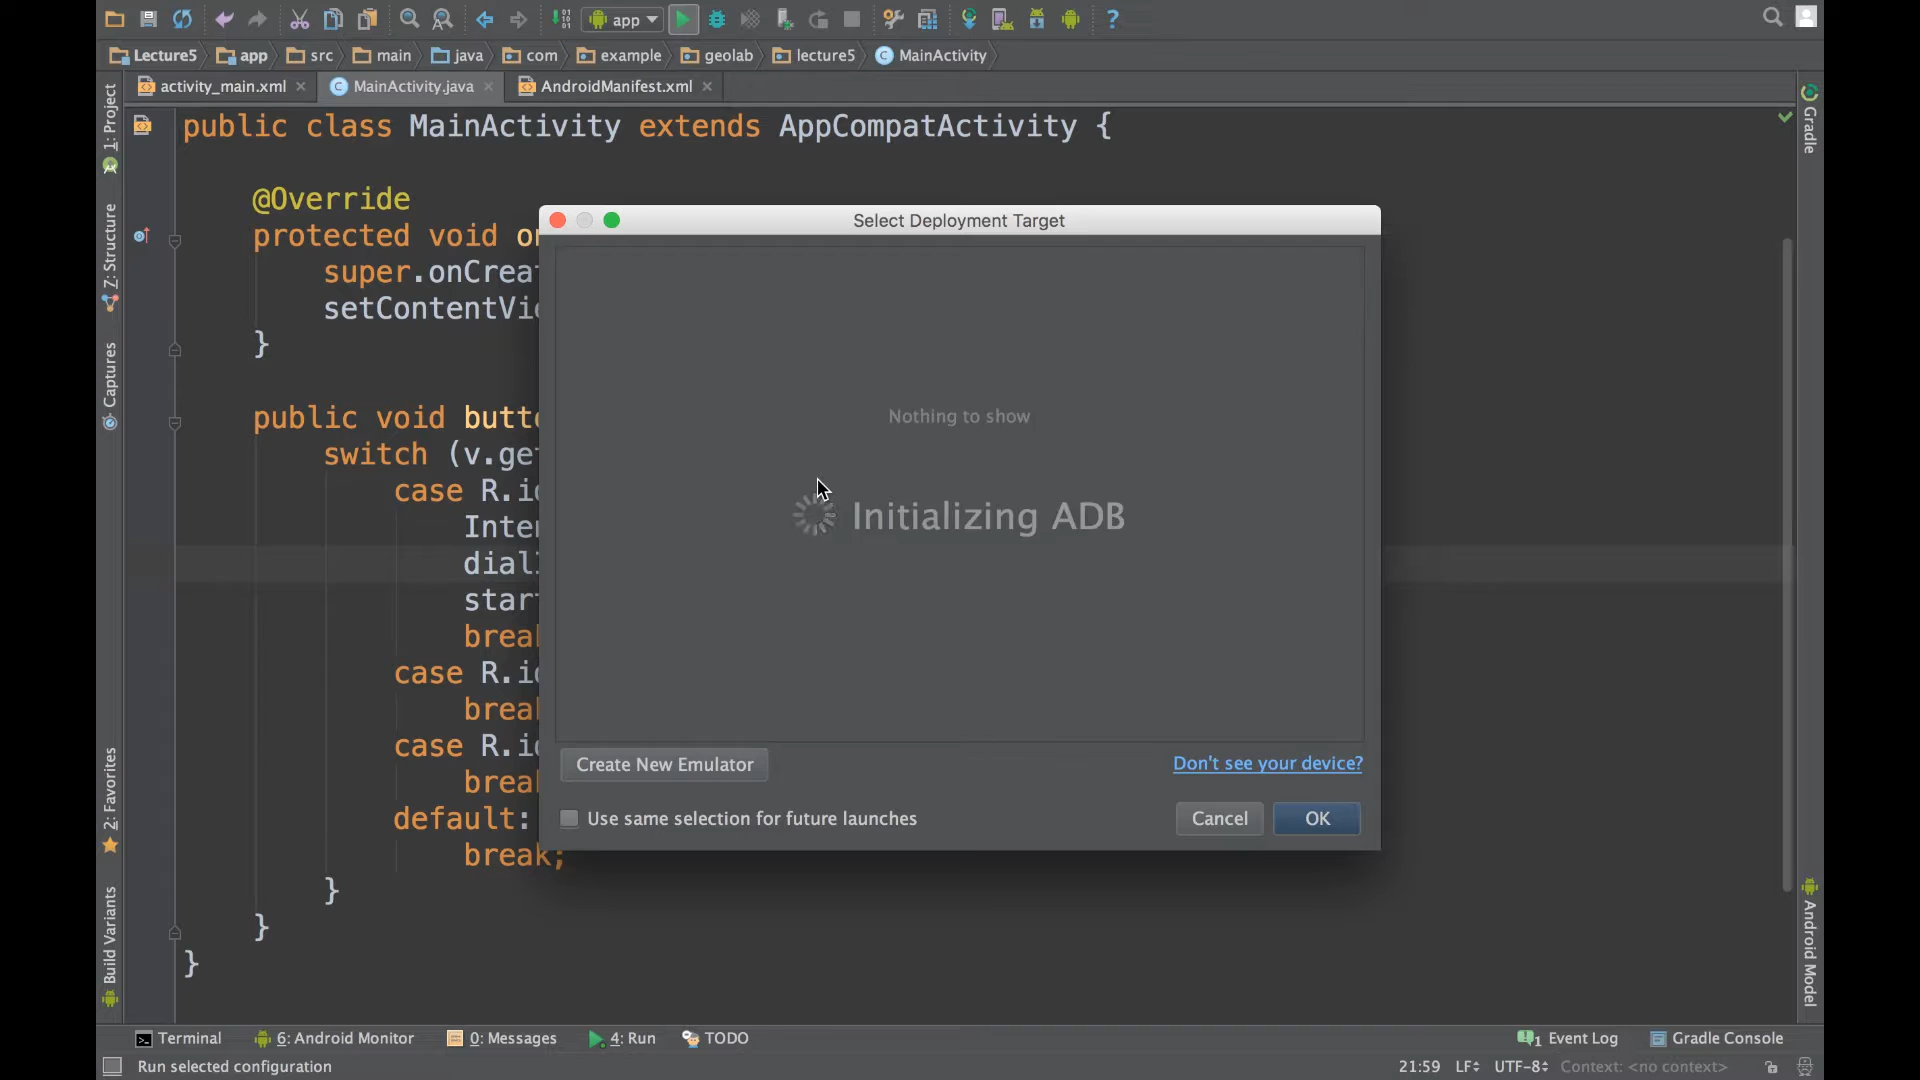 app
Lecture5 app src main java com example geolab lecture5 MainActivity
activity_main.xml MainActivity.java AndroidManifest.xml
1: Project
7: Structure
Captures
2: Favorites
Build Variants
public class MainActivity extends AppCompatActivity {
@Override
protected void
super.onCrea
setContentVi
}
public void butt
switch (v.ge
case R.i
Inte
dial
star
brea
case R.i
brea
case R.i
brea
default:
break;
}
}
}
Select Deployment Target
Nothing to show
Initializing ADB
Create New Emulator
Don't see your device?
Use same selection for future launches
Cancel
OK
Gradle
Android Model
Terminal 6: Android Monitor 0: Messages 4: Run TODO 1 Event Log Gradle Console
Run selected configuration 21:59 LF UTF-8 Context: <no context>